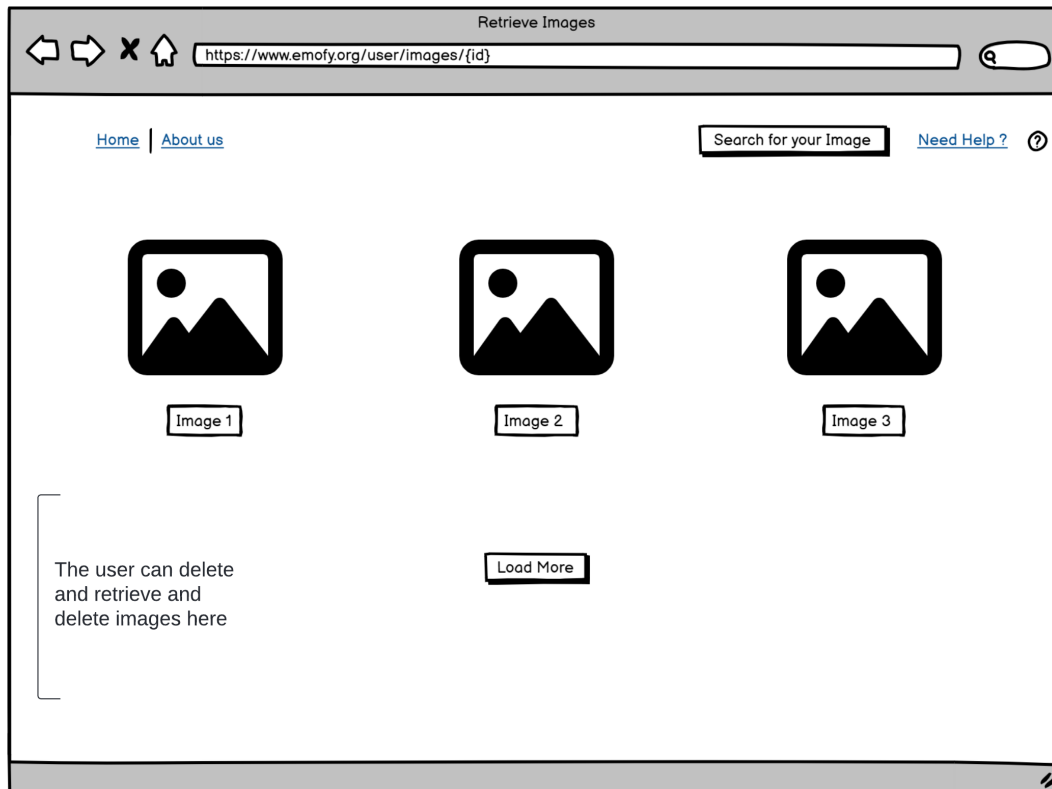 Retrieve Images
https://www.emofy.org/user/images/{id}
Home
About us
Search for your Image
Need Help ?
?
Image 1
Image 2
Image 3
The user can delete
and retrieve and
delete images here
Load More